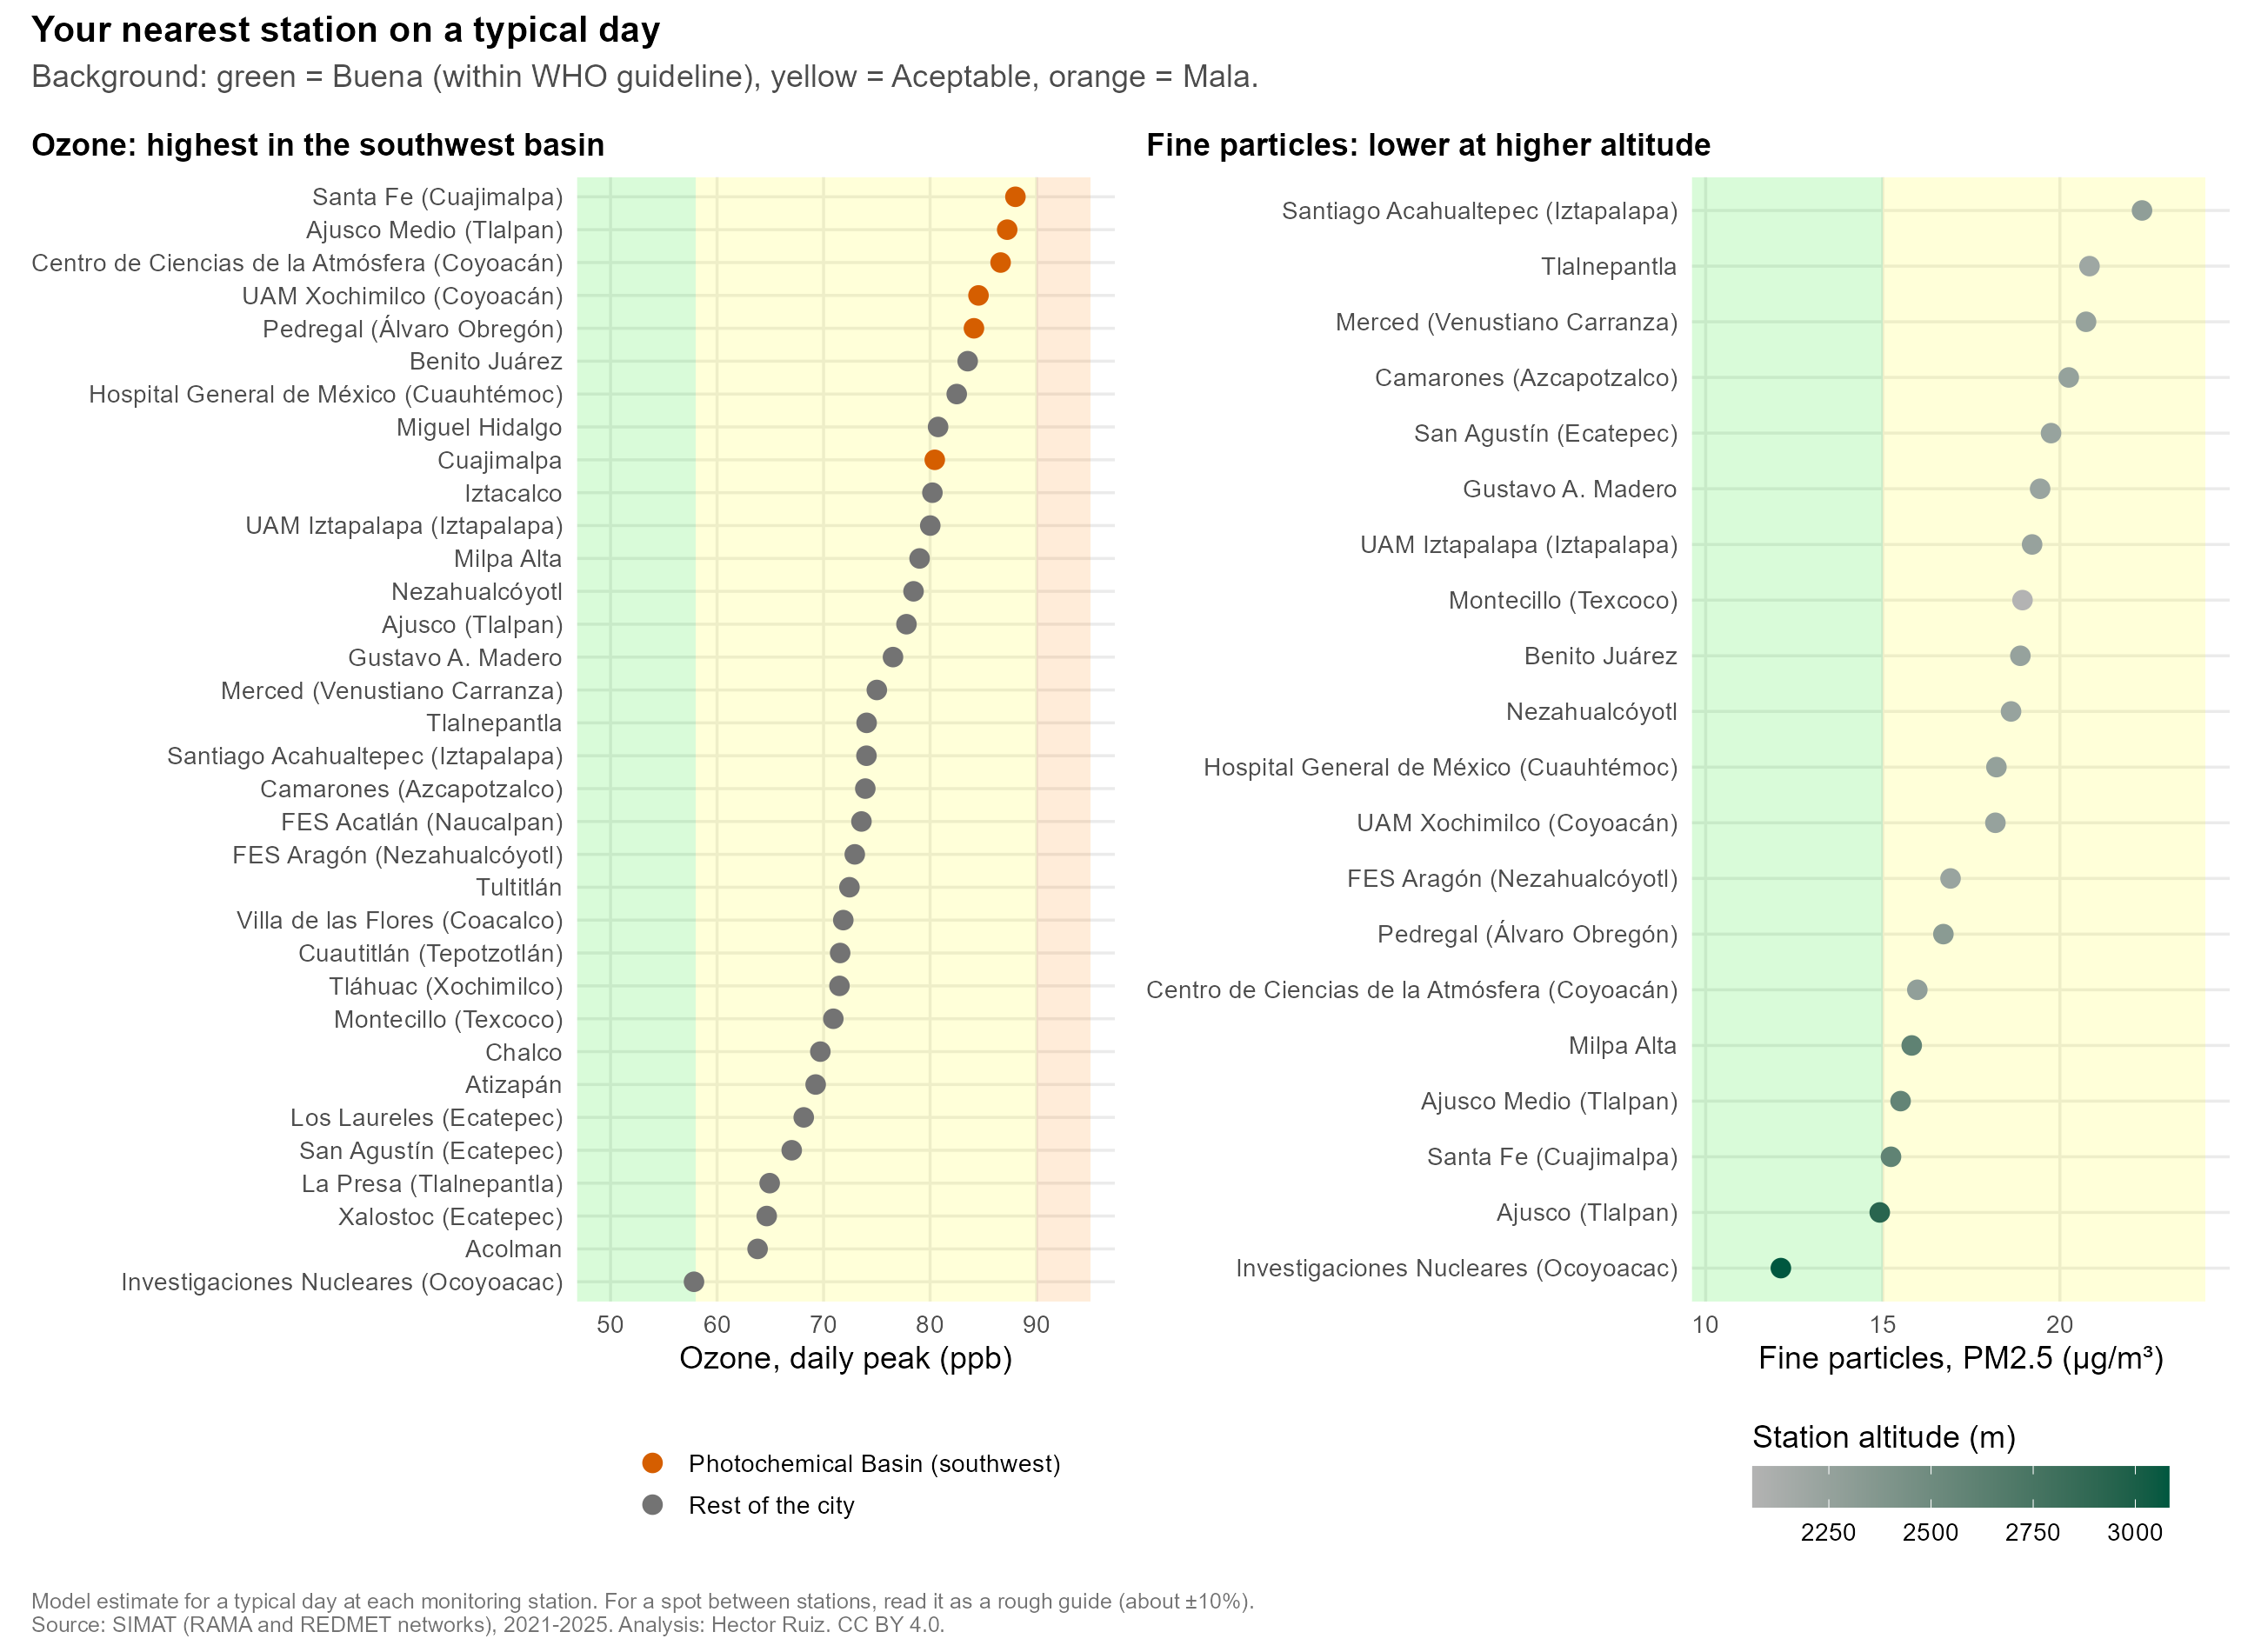 Your nearest station on a typical day
Background: green = Buena (within WHO guideline), yellow = Aceptable, orange = Mala.
Ozone: highest in the southwest basin
Santa Fe (Cuajimalpa)
Ajusco Medio (Tlalpan)
Centro de Ciencias de la Atmósfera (Coyoacán)
UAM Xochimilco (Coyoacán)
Pedregal (Álvaro Obregón)
Benito Juárez
Hospital General de México (Cuauhtémoc)
Miguel Hidalgo
Cuajimalpa
Iztacalco
UAM Iztapalapa (Iztapalapa)
Milpa Alta
Nezahualcóyotl
Ajusco (Tlalpan)
Gustavo A. Madero
Merced (Venustiano Carranza)
Tlalnepantla
Santiago Acahualtepec (Iztapalapa)
Camarones (Azcapotzalco)
FES Acatlán (Naucalpan)
FES Aragón (Nezahualcóyotl)
Tultitlán
Villa de las Flores (Coacalco)
Cuautitlán (Tepotzotlán)
Tláhuac (Xochimilco)
Montecillo (Texcoco)
Chalco
Atizapán
Los Laureles (Ecatepec)
San Agustín (Ecatepec)
La Presa (Tlalnepantla)
Xalostoc (Ecatepec)
Acolman
Investigaciones Nucleares (Ocoyoacac)
50 60 70 80 90
Ozone, daily peak (ppb)
Photochemical Basin (southwest)
Rest of the city
Fine particles: lower at higher altitude
Santiago Acahualtepec (Iztapalapa)
Tlalnepantla
Merced (Venustiano Carranza)
Camarones (Azcapotzalco)
San Agustín (Ecatepec)
Gustavo A. Madero
UAM Iztapalapa (Iztapalapa)
Montecillo (Texcoco)
Benito Juárez
Nezahualcóyotl
Hospital General de México (Cuauhtémoc)
UAM Xochimilco (Coyoacán)
FES Aragón (Nezahualcóyotl)
Pedregal (Álvaro Obregón)
Centro de Ciencias de la Atmósfera (Coyoacán)
Milpa Alta
Ajusco Medio (Tlalpan)
Santa Fe (Cuajimalpa)
Ajusco (Tlalpan)
Investigaciones Nucleares (Ocoyoacac)
10 15 20
Fine particles, PM2.5 (µg/m³)
Station altitude (m)
2250 2500 2750 3000
Model estimate for a typical day at each monitoring station. For a spot between stations, read it as a rough guide (about ±10%).
Source: SIMAT (RAMA and REDMET networks), 2021-2025. Analysis: Hector Ruiz. CC BY 4.0.